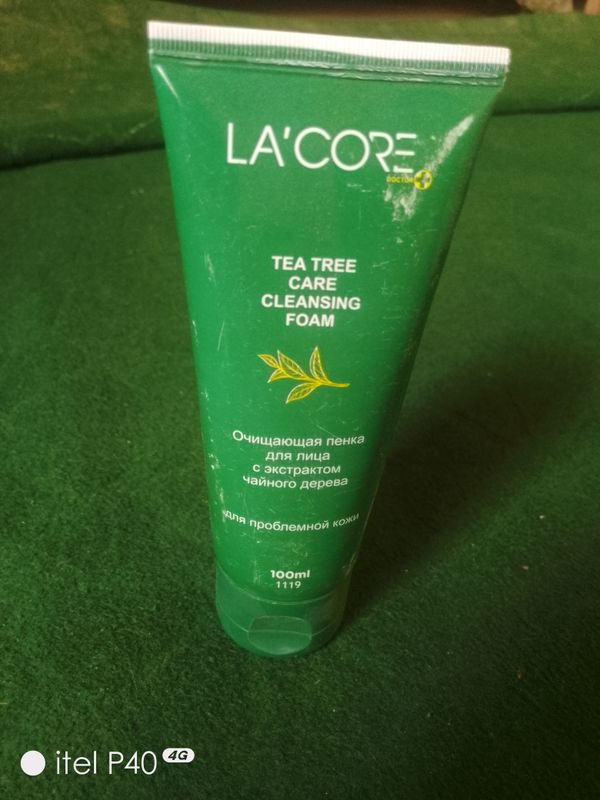 LA'CORE
DOCTOR
TEA TREE
CARE
CLEANSING
FOAM
Очищающая пенка
для лица
с экстрактом
чайного дерева
для проблемной кожи
100ml
1119
itel P40 4G